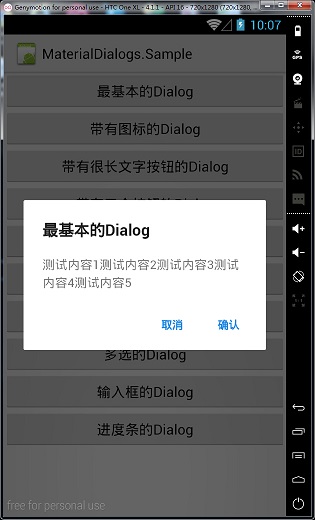 Genymotion for personal use - HTC One XL - 4.1.1 - API 16 - 720x1280 (720x1280,
10:07
MaterialDialogs.Sample
最基本的Dialog
带有图标的Dialog
带有很长文字按钮的Dialog
最基本的Dialog
测试内容1测试内容2测试内容3测试
内容4测试内容5
取消
确认
多选的Dialog
输入框的Dialog
进度条的Dialog
free for personal use
GPS
ID